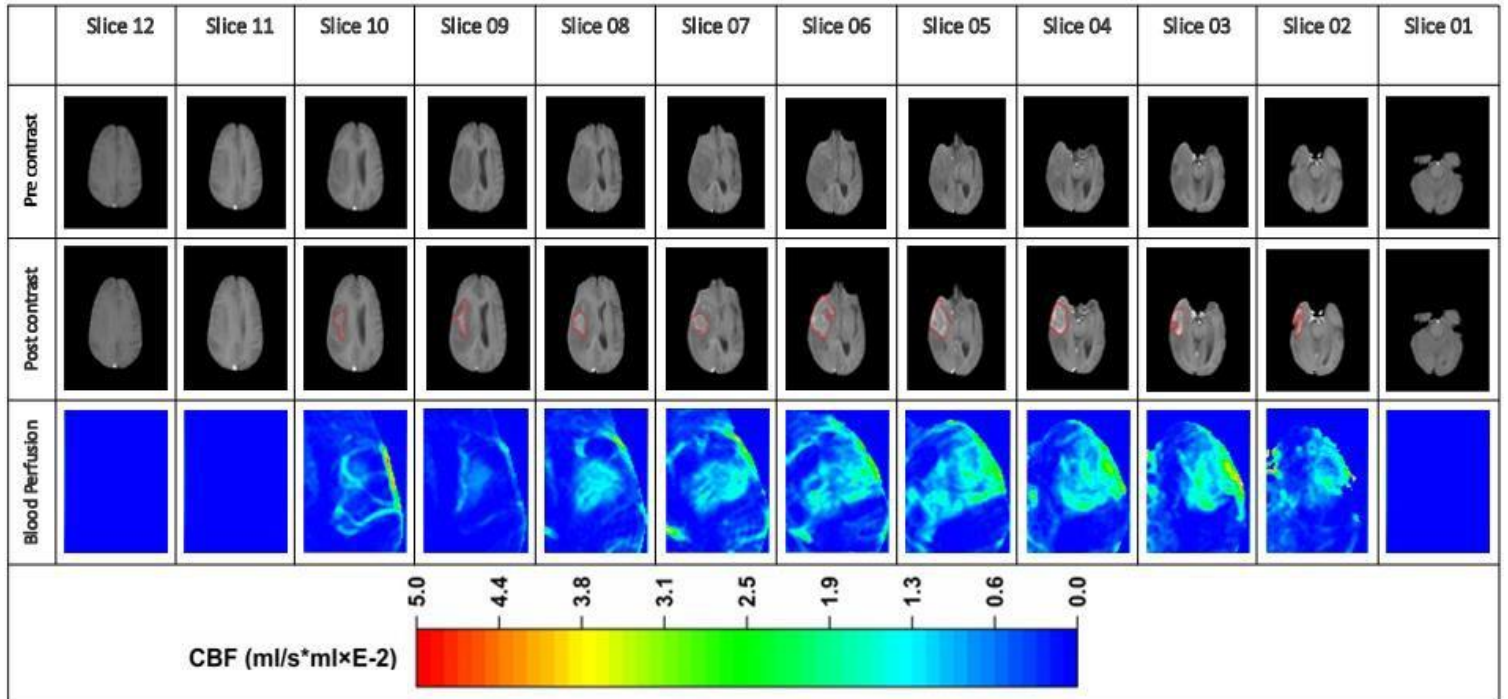 Slice 12 Slice 11 Slice 10 Slice 09 Slice 08 Slice 07 Slice 06 Slice 05 Slice 04 Slice 03 Slice 02 Slice 01
Pre contrast
Post contrast
Blood Perfusion
5.0 4.4 3.8 3.1 2.5 1.9 1.3 0.6 0.0
CBF (ml/s*ml×E-2)